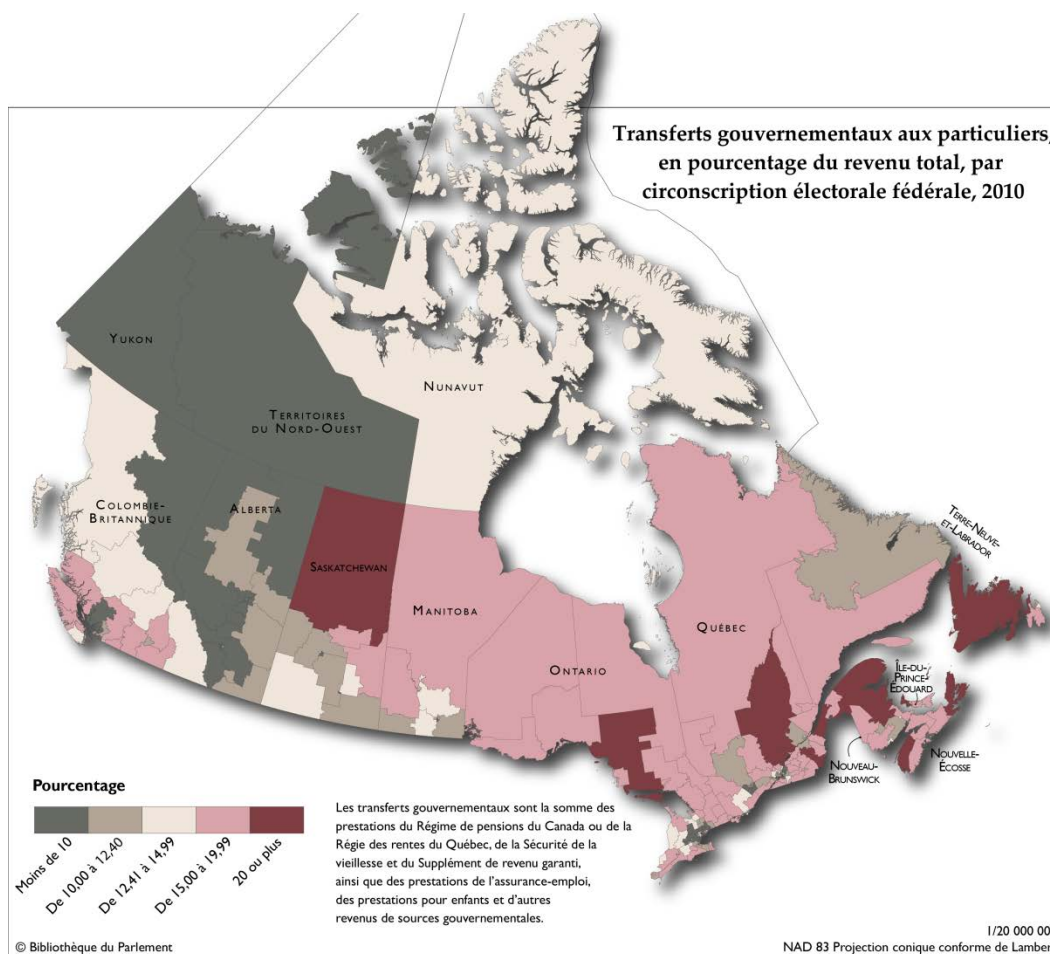 Transferts gouvernementaux aux particuliers,
en pourcentage du revenu total, par
circonscription électorale fédérale, 2010
YUKON
NUNAVUT
TERRITOIRES
DU NORD-OUEST
COLOMBIE-
BRITANNIQUE
ALBERTA
TERRE-NEUVE-
ET-LABRADOR
SASKATCHEWAN
MANITOBA
QUÉBEC
ONTARIO
ÎLE-DU-
PRINCE-
ÉDOUARD
NOUVEAU-
BRUNSWICK
NOUVELLE-
ÉCOSSE
Pourcentage
Moins de 10
De 10,00 à 12,40
De 12,41 à 14,99
De 15,00 à 19,99
20 ou plus
Les transferts gouvernementaux sont la somme des
prestations du Régime de pensions du Canada ou de la
Régie des rentes du Québec, de la Sécurité de la
vieillesse et du Supplément de revenu garanti,
ainsi que des prestations de l'assurance-emploi,
des prestations pour enfants et d'autres
revenus de sources gouvernementales.
© Bibliothèque du Parlement
1/20 000 00
NAD 83 Projection conique conforme de Lamber